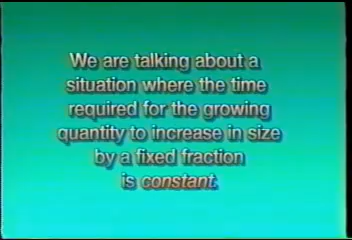 We are talking about a
situation where the time
required for the growing
quantity to increase in size
by a fixed fraction
is constant.